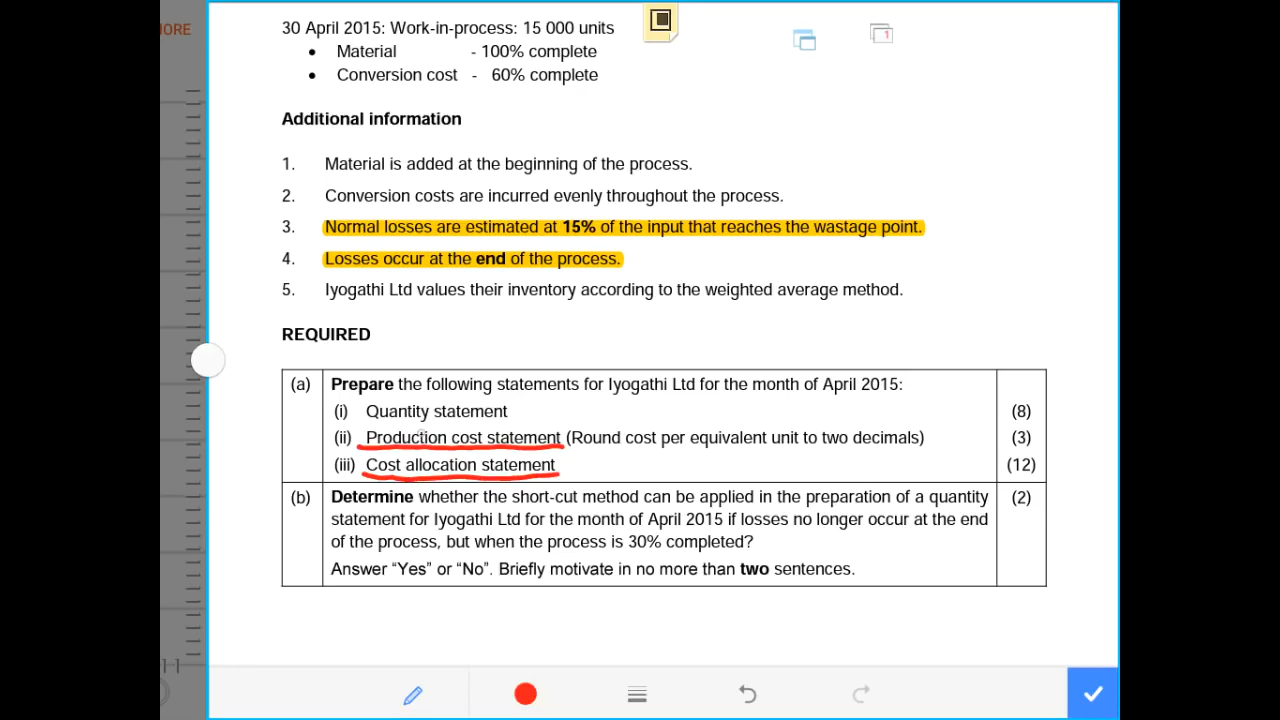 ORE
30 April 2015: Work-in-process: 15 000 units
• Material - 100% complete
• Conversion cost - 60% complete
1
Additional information
1. Material is added at the beginning of the process.
2. Conversion costs are incurred evenly throughout the process.
3. Normal losses are estimated at 15% of the input that reaches the wastage point.
4. Losses occur at the end of the process.
5. Iyogathi Ltd values their inventory according to the weighted average method.
REQUIRED
(a) Prepare the following statements for Iyogathi Ltd for the month of April 2015:
(i) Quantity statement (8)
(ii) Production cost statement (Round cost per equivalent unit to two decimals) (3)
(iii) Cost allocation statement (12)
(b) Determine whether the short-cut method can be applied in the preparation of a quantity (2)
statement for Iyogathi Ltd for the month of April 2015 if losses no longer occur at the end
of the process, but when the process is 30% completed?
Answer “Yes” or “No”. Briefly motivate in no more than two sentences.